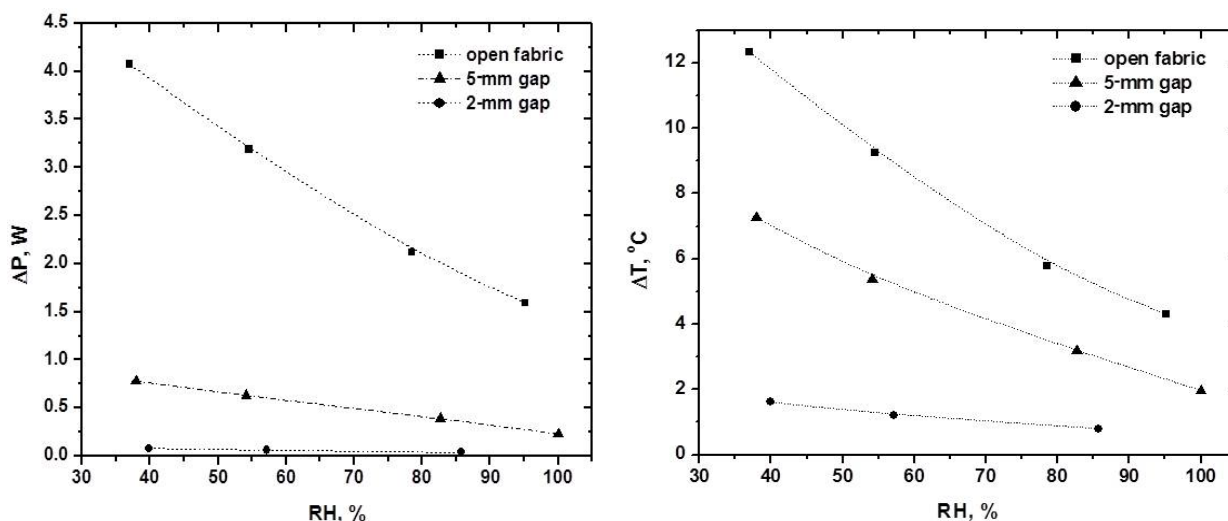 4.5
4.0
3.5
3.0
2.5
2.0
1.5
1.0
0.5
0.0
ΔP, W
30 40 50 60 70 80 90 100
RH, %
open fabric
5-mm gap
2-mm gap
12
10
8
6
4
2
0
ΔT, °C
30 40 50 60 70 80 90 100
RH, %
open fabric
5-mm gap
2-mm gap